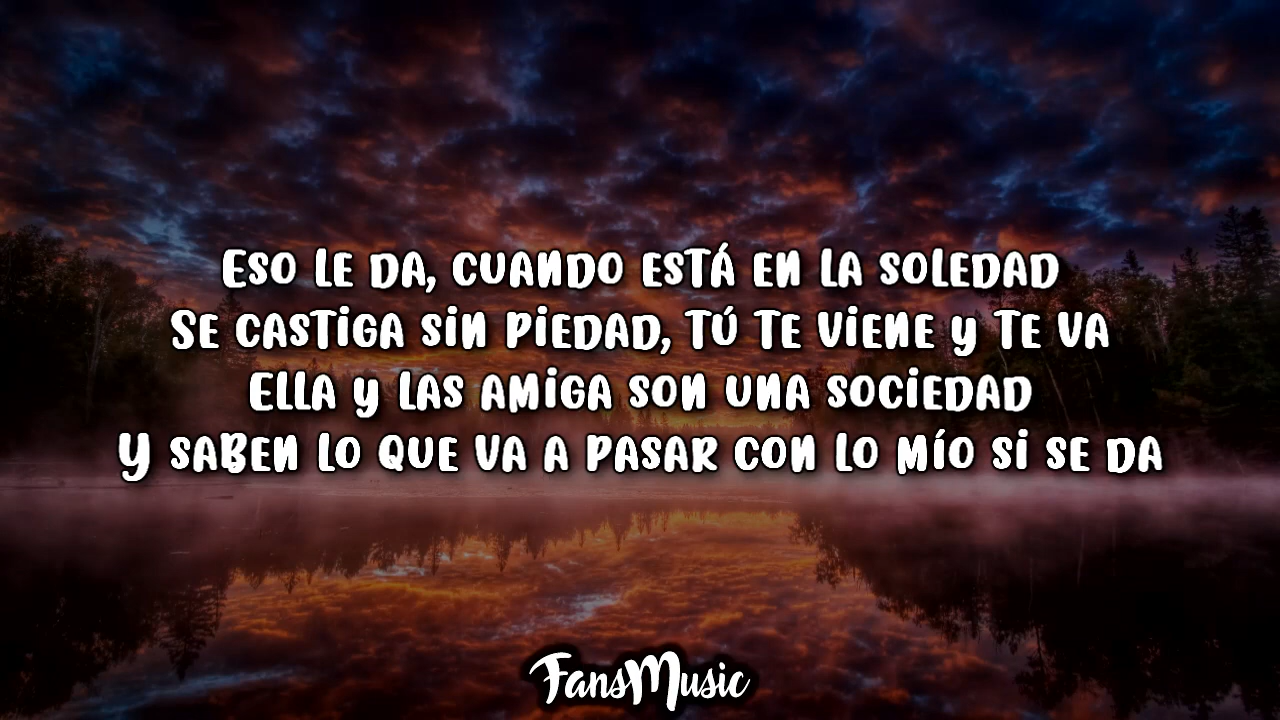 Eso le da, cuando está en la soledad
Se castiga sin piedad, tú te viene y te va
Ella y las amiga son una sociedad
Y saben lo que va a pasar con lo mío si se da
FansMusic